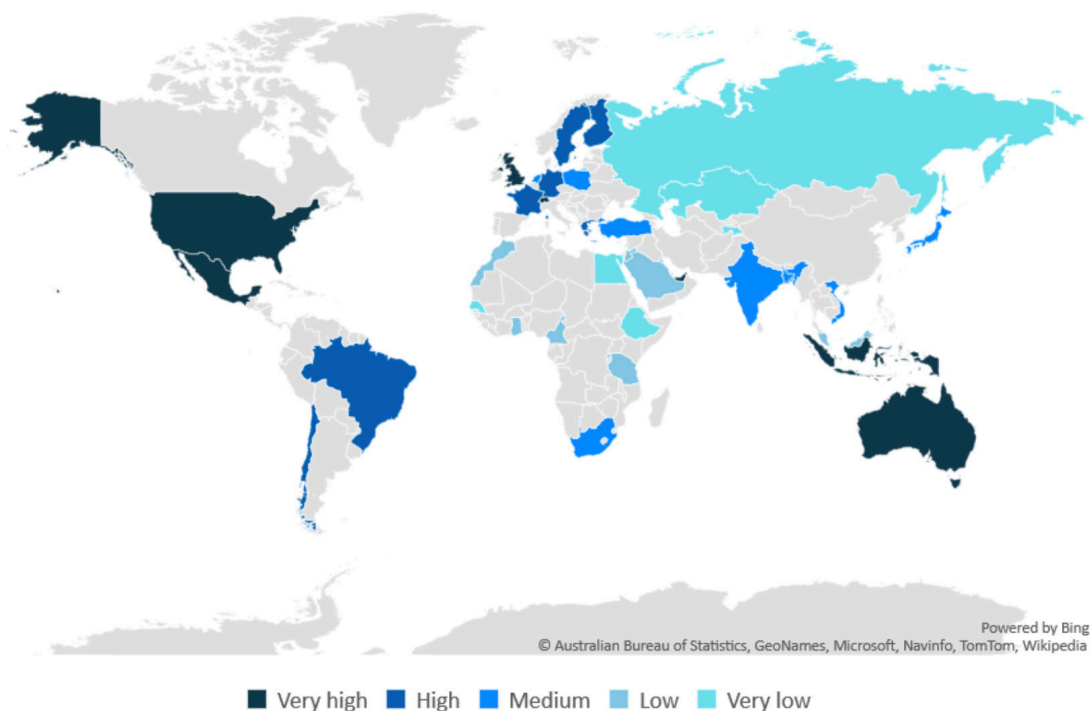 Powered by Bing
© Australian Bureau of Statistics, GeoNames, Microsoft, Navinfo, TomTom, Wikipedia
Very high High Medium Low Very low